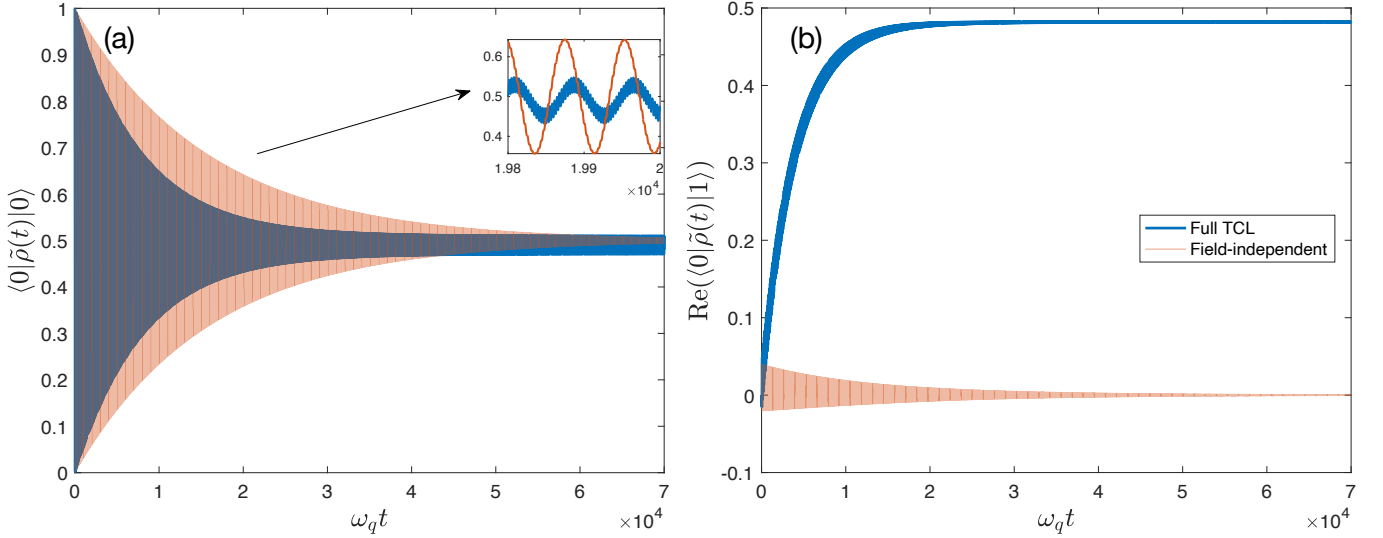 (a)
1
0.9
0.8
0.7
0.6
0.5
0.4
0.3
0.2
0.1
0
0 1 2 3 4 5 6 7
×10⁴
ω_q t
⟨0|ρ̃(t)|0⟩
0.6
0.5
0.4
1.98 1.99 2
×10⁴
(b)
0.5
0.4
0.3
0.2
0.1
0
-0.1
0 1 2 3 4 5 6 7
×10⁴
ω_q t
Re(⟨0|ρ̃(t)|1⟩)
Full TCL
Field-independent